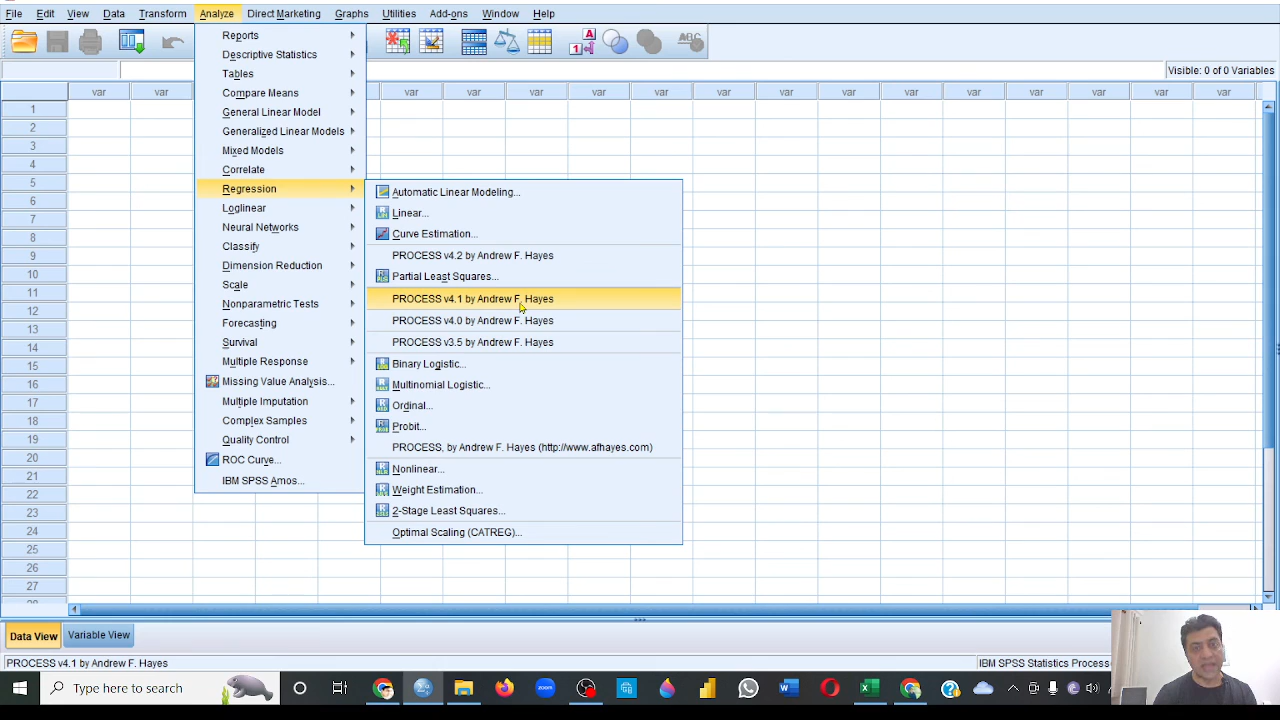 File Edit View Data Transform Analyze Direct Marketing Graphs Utilities Add-ons Window Help
Visible: 0 of 0 Variables
var var var var var var var var var var var var var var var var
Reports
Descriptive Statistics
Tables
Compare Means
General Linear Model
Generalized Linear Models
Mixed Models
Correlate
Regression
Loglinear
Neural Networks
Classify
Dimension Reduction
Scale
Nonparametric Tests
Forecasting
Survival
Multiple Response
Missing Value Analysis...
Multiple Imputation
Complex Samples
Quality Control
ROC Curve...
IBM SPSS Amos...
Automatic Linear Modeling...
Linear...
Curve Estimation...
PROCESS v4.2 by Andrew F. Hayes
Partial Least Squares...
PROCESS v4.1 by Andrew F. Hayes
PROCESS v4.0 by Andrew F. Hayes
PROCESS v3.5 by Andrew F. Hayes
Binary Logistic...
Multinomial Logistic...
Ordinal...
Probit...
PROCESS, by Andrew F. Hayes (http://www.afhayes.com)
Nonlinear...
Weight Estimation...
2-Stage Least Squares...
Optimal Scaling (CATREG)...
1
2
3
4
5
6
7
8
9
10
11
12
13
14
15
16
17
18
19
20
21
22
23
24
25
26
27
Data View Variable View
PROCESS v4.1 by Andrew F. Hayes
IBM SPSS Statistics Proces
Type here to search